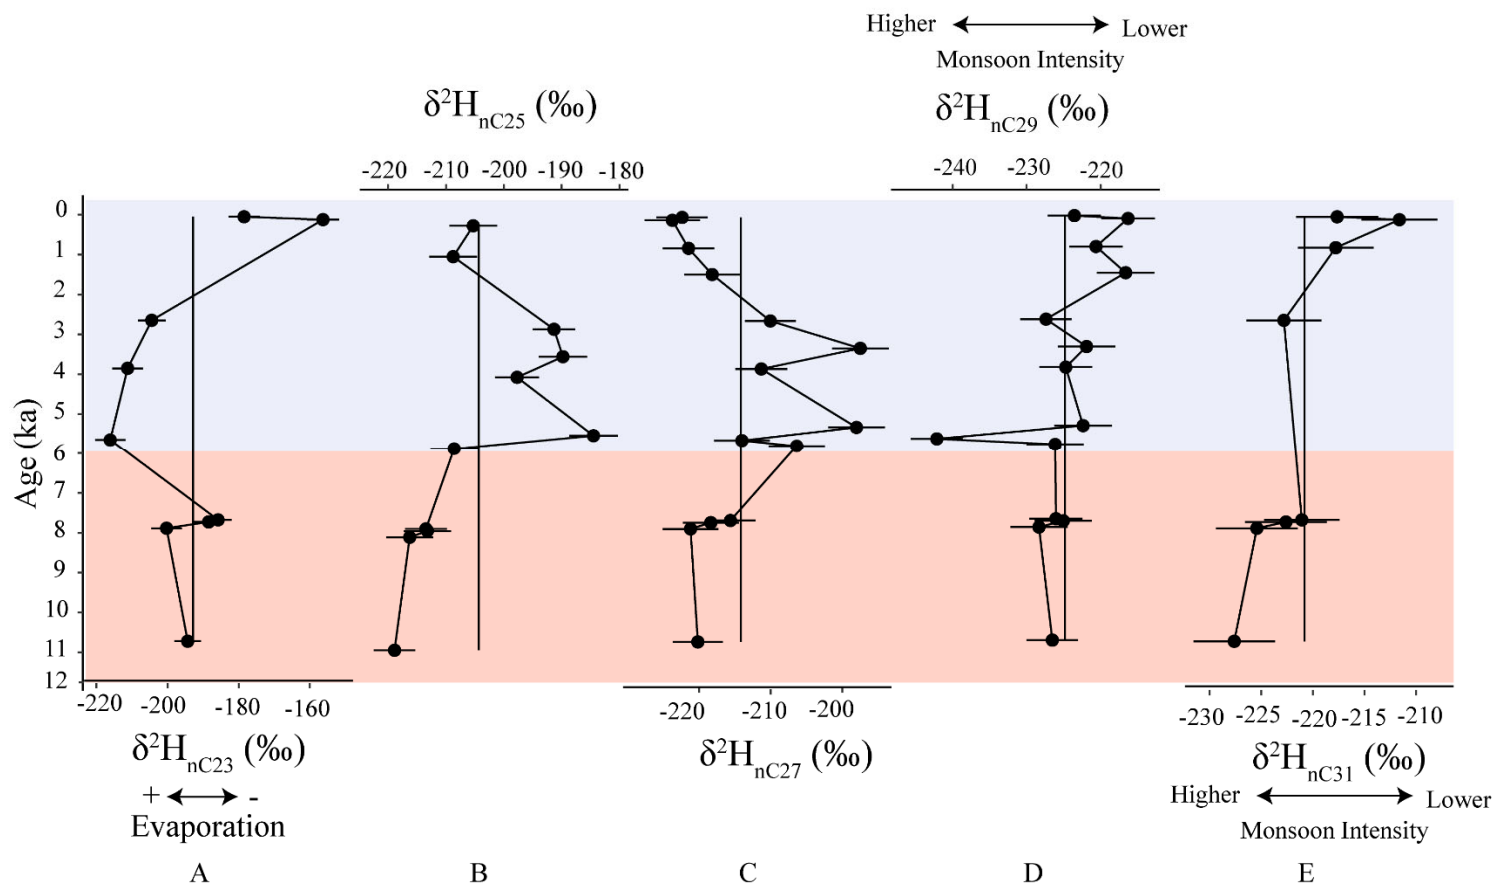 Higher Lower
Monsoon Intensity
δ²HnC25 (‰)
δ²HnC29 (‰)
-220 -210 -200 -190 -180
-240 -230 -220
Age (ka)
0
1
2
3
4
5
6
7
8
9
10
11
12
-220 -200 -180 -160
-220 -210 -200
-230 -225 -220 -215 -210
δ²HnC23 (‰)
δ²HnC27 (‰)
δ²HnC31 (‰)
+ -
Evaporation
Higher Lower
Monsoon Intensity
A B C D E